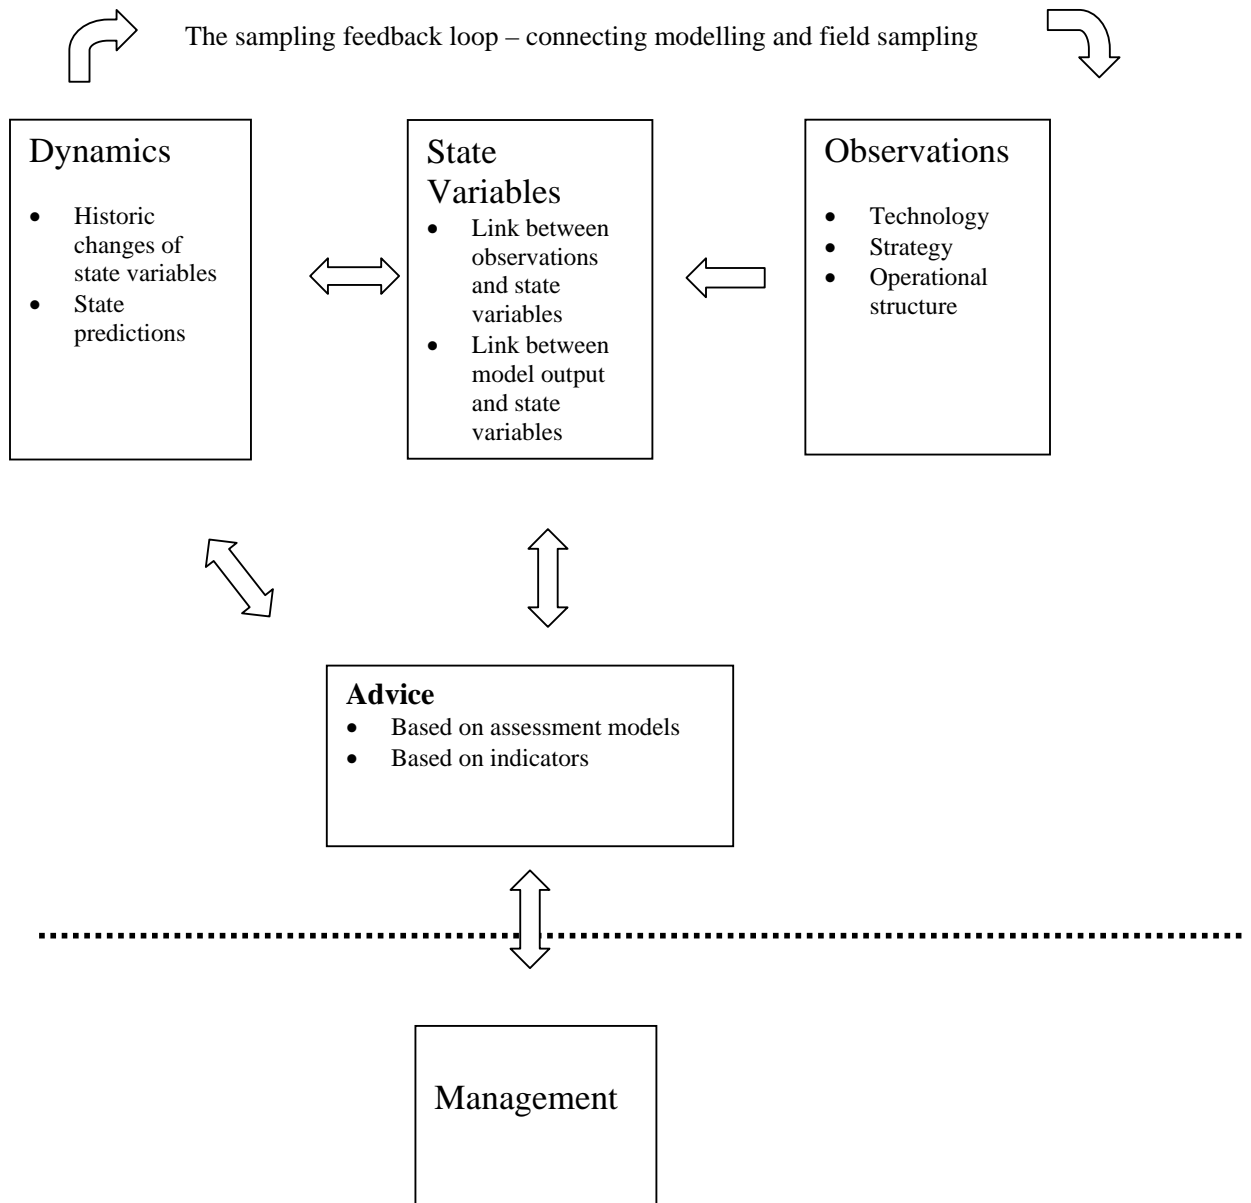 The sampling feedback loop – connecting modelling and field sampling
Dynamics
• Historic
changes of
state variables
• State
predictions
State
Variables
• Link between
observations
and state
variables
• Link between
model output
and state
variables
Observations
• Technology
• Strategy
• Operational
structure
Advice
• Based on assessment models
• Based on indicators
Management